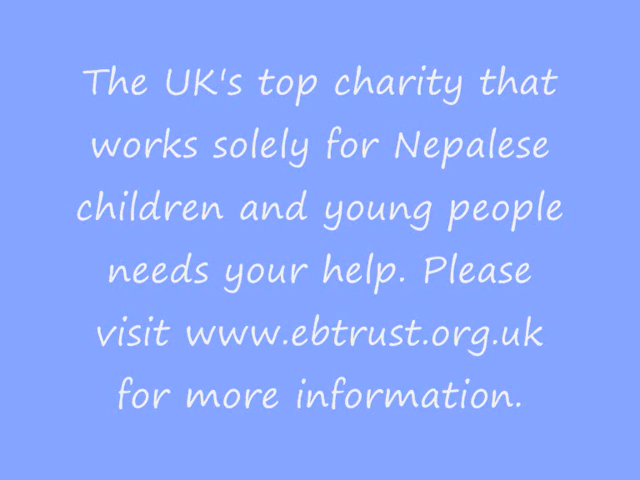 The UK's top charity that
works solely for Nepalese
children and young people
needs your help. Please
visit www.ebtrust.org.uk
for more information.